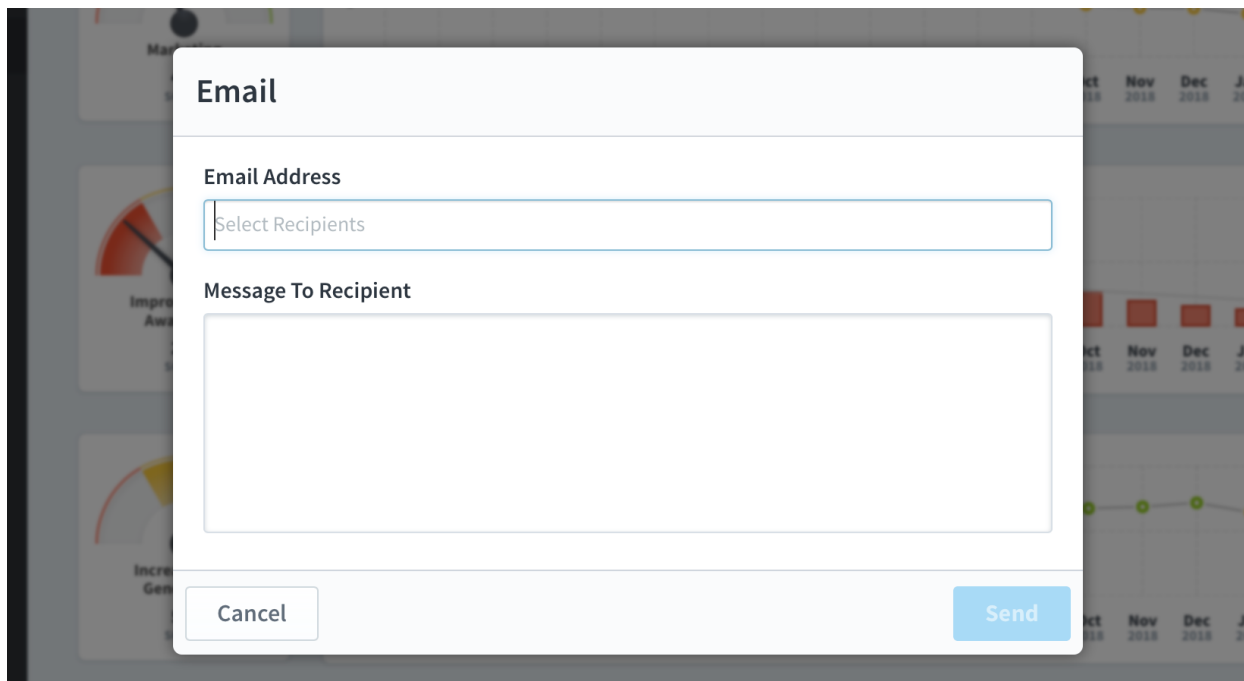 Email
Email Address
Select Recipients
Message To Recipient
Cancel
Send
Nov
Dec
2018
2018
Nov
Dec
2018
2018
Nov
Dec
2018
2018